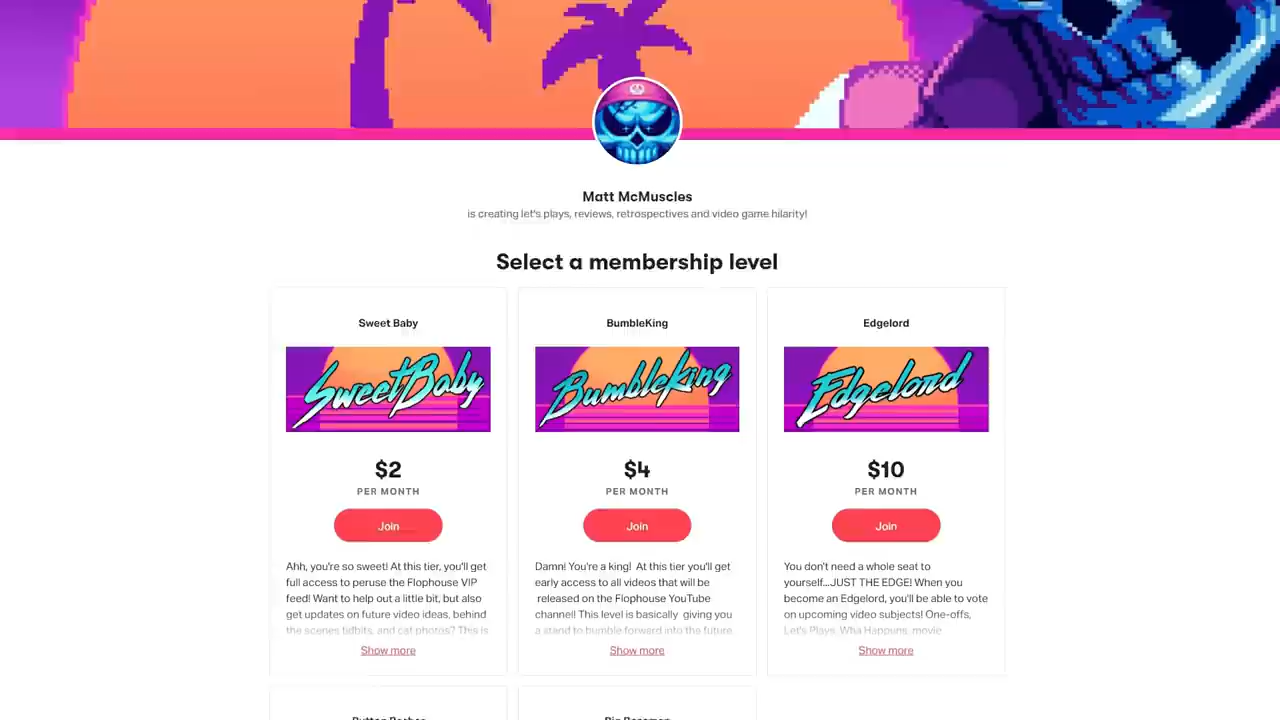 Matt McMuscles
is creating let's plays, reviews, retrospectives and video game hilarity!
Select a membership level
Sweet Baby
SweetBaby
$2
PER MONTH
Join
Ahh, you're so sweet! At this tier, you'll get
full access to peruse the Flophouse VIP
feed! Want to help out a little bit, but also
get updates on future video ideas, behind
the scenes tidbits, and cat photos? This is
Show more
BumbleKing
BumbleKing
$4
PER MONTH
Join
Damn! You're a king! At this tier you'll get
early access to all videos that will be
released on the Flophouse YouTube
channel! This level is basically giving you
a stand to bumble forward into the future,
Show more
Edgelord
Edgelord
$10
PER MONTH
Join
You don't need a whole seat to
yourself...JUST THE EDGE! When you
become an Edgelord, you'll be able to vote
on upcoming video subjects! One-offs,
Let's Plays, Wha Happuns, movie
Show more